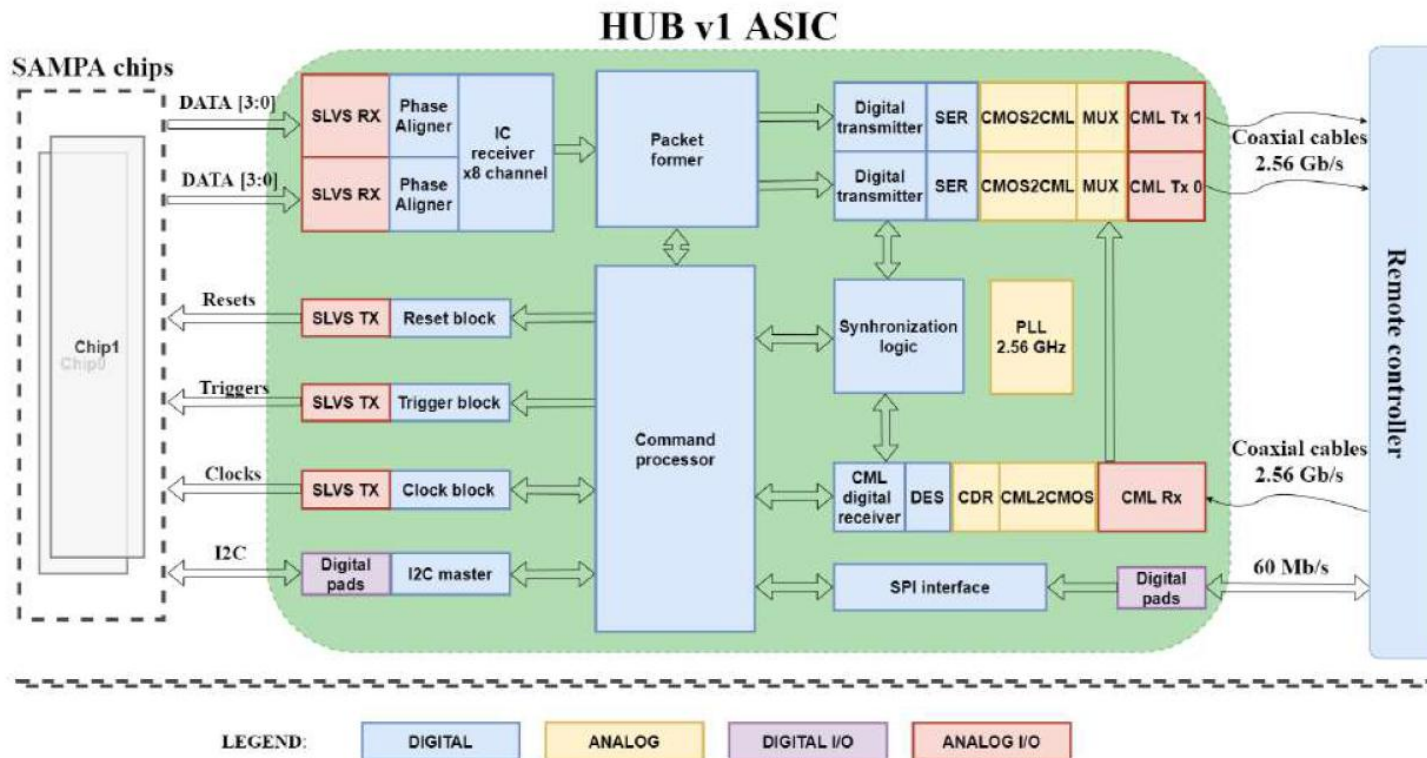 HUB v1 ASIC
SAMPA chips
DATA [3:0]
DATA [3:0]
Resets
Triggers
Clocks
I2C
Chip1
Chip0
SLVS RX
Phase
Aligner
SLVS RX
Phase
Aligner
IC
receiver
x8 channel
Packet
former
Digital
transmitter
SER
CMOS2CML
MUX
CML Tx 1
Digital
transmitter
SER
CMOS2CML
MUX
CML Tx 0
Coaxial cables
2.56 Gb/s
SLVS TX
Reset block
SLVS TX
Trigger block
SLVS TX
Clock block
Digital
pads
I2C master
Command
processor
Synhronization
logic
PLL
2.56 GHz
CML
digital
receiver
DES
CDR
CML2CMOS
CML Rx
Coaxial cables
2.56 Gb/s
SPI interface
Digital
pads
60 Mb/s
Remote controller
LEGEND:
DIGITAL
ANALOG
DIGITAL I/O
ANALOG I/O